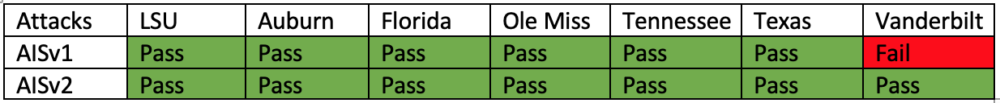 Attacks LSU Auburn Florida Ole Miss Tennessee Texas Vanderbilt
AISv1 Pass Pass Pass Pass Pass Pass Fail
AISv2 Pass Pass Pass Pass Pass Pass Pass